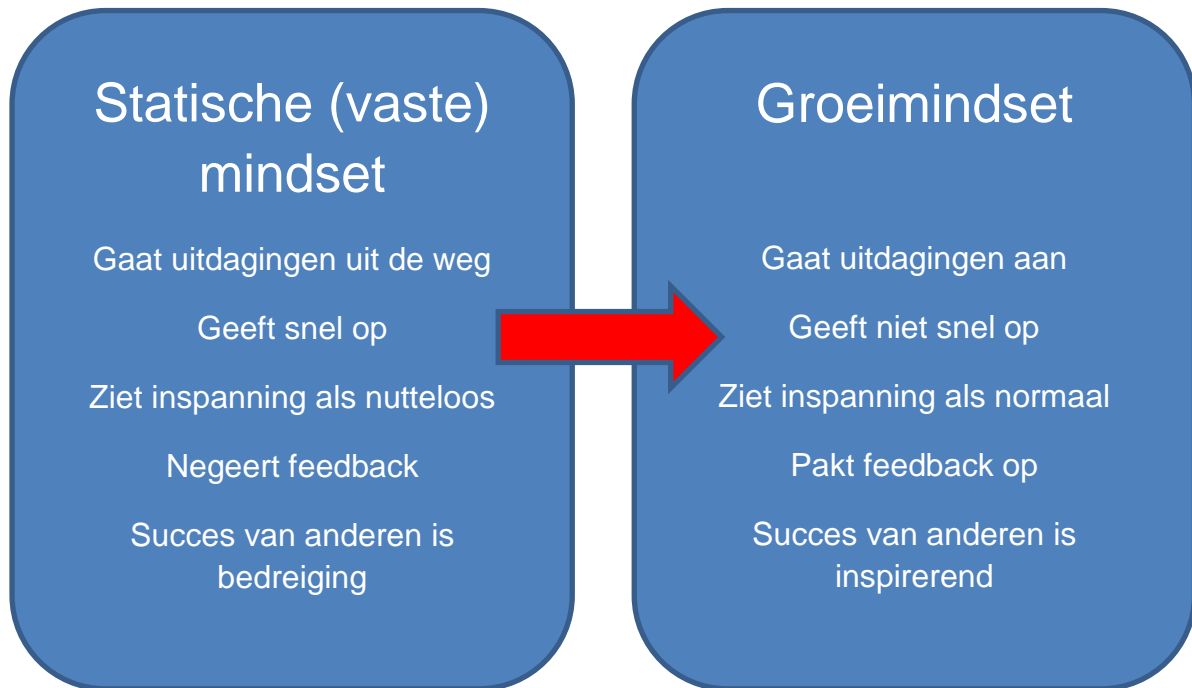 Statische (vaste)
mindset
Gaat uitdagingen uit de weg
Geeft snel op
Ziet inspanning als nutteloos
Negeert feedback
Succes van anderen is
bedreiging
Groeimindset
Gaat uitdagingen aan
Geeft niet snel op
Ziet inspanning als normaal
Pakt feedback op
Succes van anderen is
inspirerend